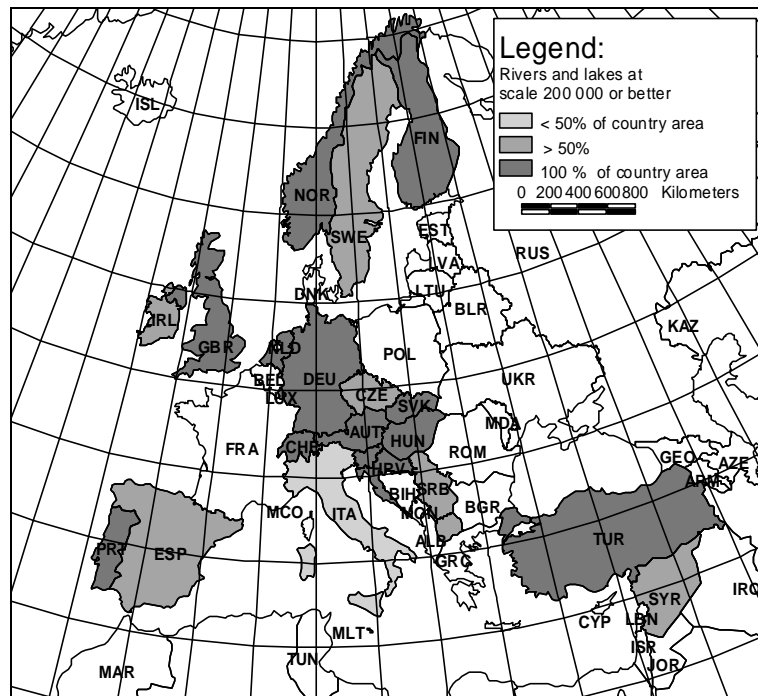 Legend:
Rivers and lakes at
scale 200 000 or better
< 50% of country area
> 50%
100 % of country area
0 200 400 600 800 Kilometers
ISL
FIN
NOR
SWE
EST
RUS
VA
LTU
DNK
BLR
IRL
KAZ
GBR
NLD
POL
DEU
BEL
UKR
CZE
LUX
SVK
MDA
AUT
HUN
FRA
CHE
ROM
HRV
GEO
AZE
SRB
BIH
ARM
MCO
ITA
MON
BGR
PRT
ESP
ALB
TUR
GRC
IRQ
SYR
CYP
LBN
MLT
ISR
TUN
JOR
MAR